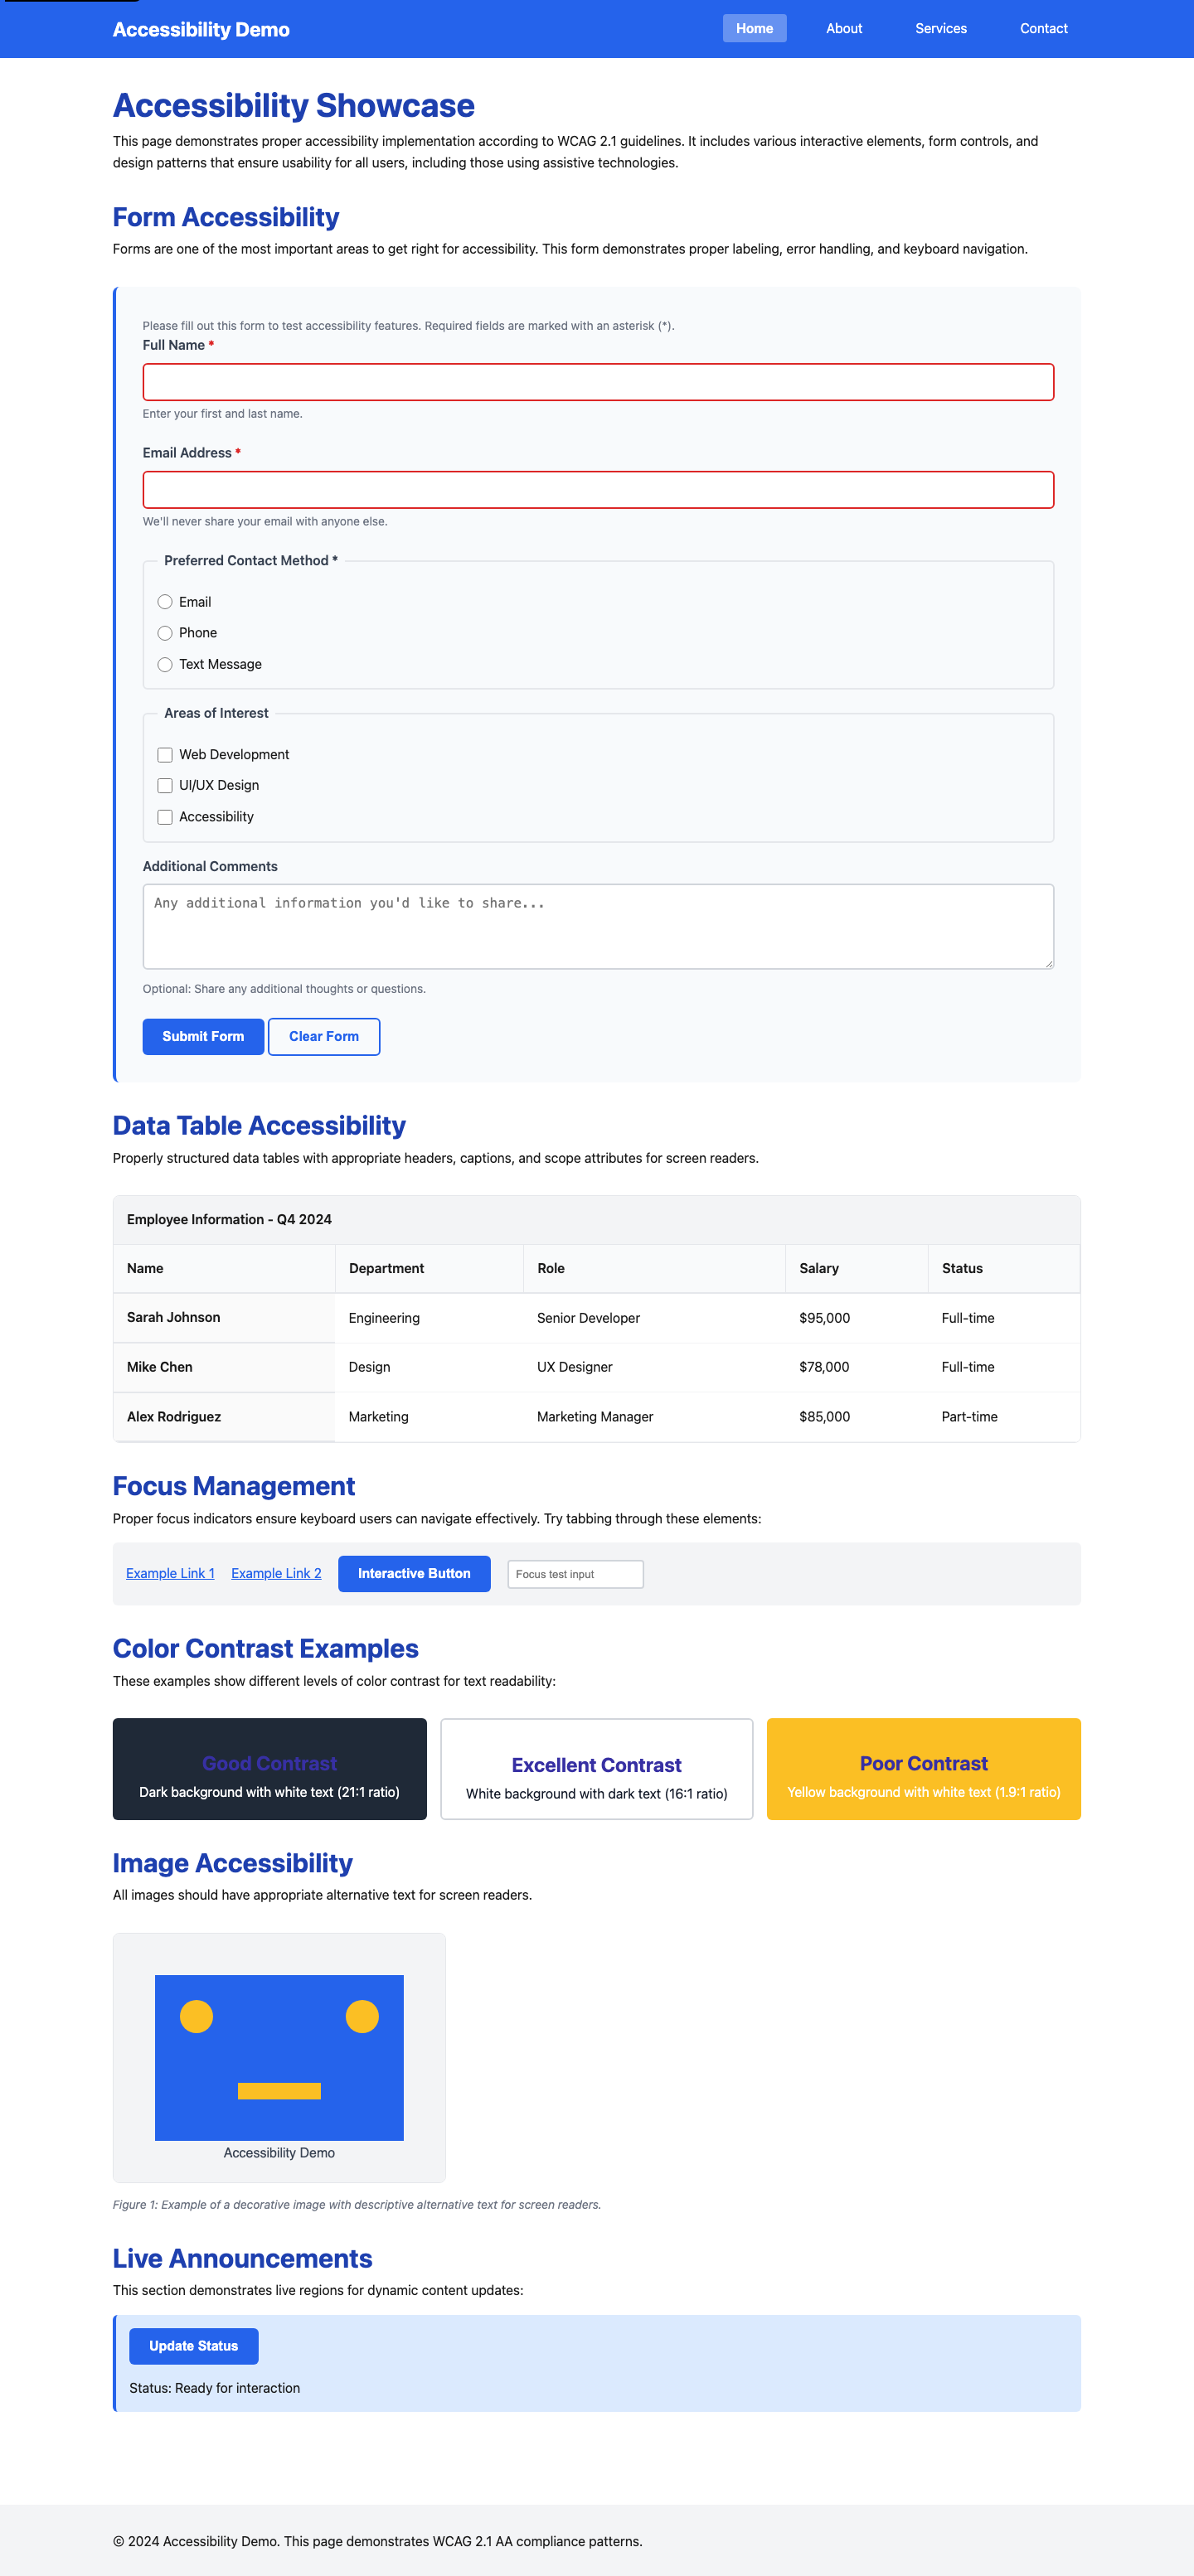 Accessibility Demo
Home About Services Contact
Accessibility Showcase
This page demonstrates proper accessibility implementation according to WCAG 2.1 guidelines. It includes various interactive elements, form controls, and
design patterns that ensure usability for all users, including those using assistive technologies.
Form Accessibility
Forms are one of the most important areas to get right for accessibility. This form demonstrates proper labeling, error handling, and keyboard navigation.
Please fill out this form to test accessibility features. Required fields are marked with an asterisk (*).
Full Name *
Enter your first and last name.
Email Address *
We'll never share your email with anyone else.
Preferred Contact Method *
Email
Phone
Text Message
Areas of Interest
Web Development
UI/UX Design
Accessibility
Additional Comments
Any additional information you'd like to share...
Optional: Share any additional thoughts or questions.
Submit Form Clear Form
Data Table Accessibility
Properly structured data tables with appropriate headers, captions, and scope attributes for screen readers.
Employee Information - Q4 2024
Name Department Role Salary Status
Sarah Johnson Engineering Senior Developer $95,000 Full-time
Mike Chen Design UX Designer $78,000 Full-time
Alex Rodriguez Marketing Marketing Manager $85,000 Part-time
Focus Management
Proper focus indicators ensure keyboard users can navigate effectively. Try tabbing through these elements:
Example Link 1 Example Link 2 Interactive Button Focus test input
Color Contrast Examples
These examples show different levels of color contrast for text readability:
Good Contrast
Dark background with white text (21:1 ratio)
Excellent Contrast
White background with dark text (16:1 ratio)
Poor Contrast
Yellow background with white text (1.9:1 ratio)
Image Accessibility
All images should have appropriate alternative text for screen readers.
Accessibility Demo
Figure 1: Example of a decorative image with descriptive alternative text for screen readers.
Live Announcements
This section demonstrates live regions for dynamic content updates:
Update Status
Status: Ready for interaction
© 2024 Accessibility Demo. This page demonstrates WCAG 2.1 AA compliance patterns.